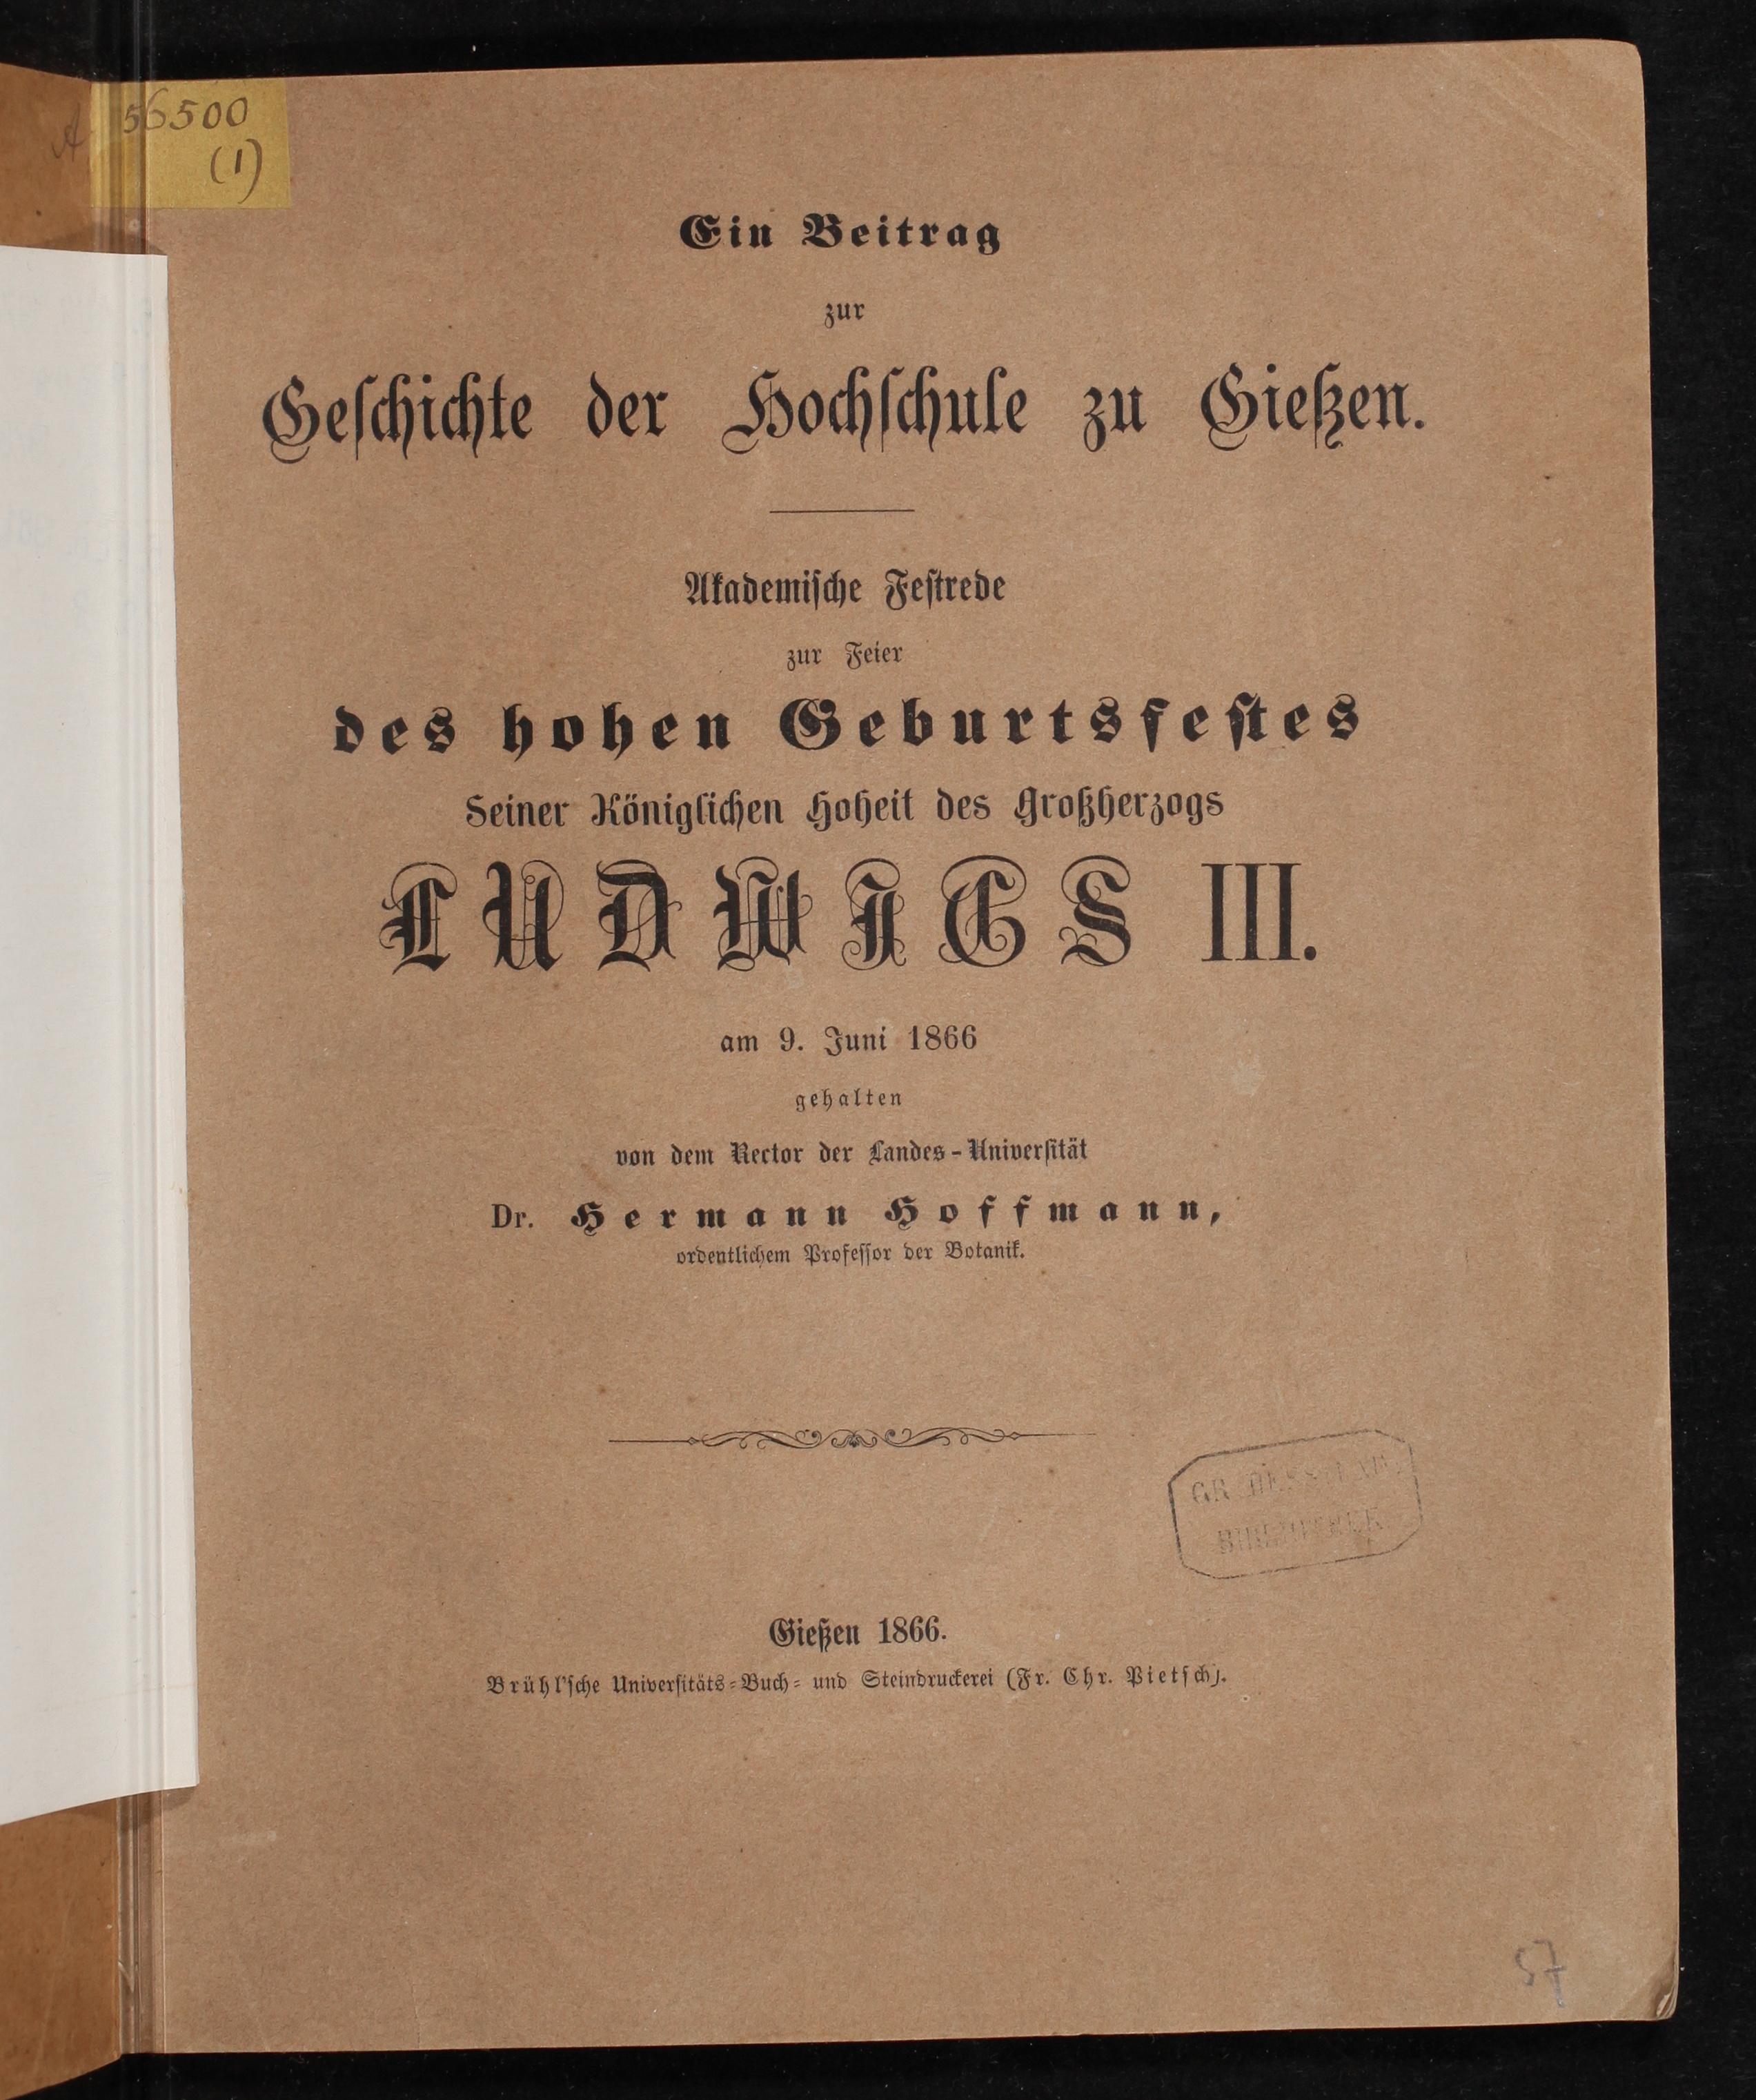 A 56500
(1)
Ein Beitrag
zur
Geſchichte der Hochſchule zu Gießen.
Akademiſche Feſtrede
zur Feier
des hohen Geburtsfeſtes
Seiner Königlichen Hoheit des Großherzogs
LUDWIGS III.
am 9. Juni 1866
gehalten
von dem Rector der Landes-Univerſität
Dr. Hermann Hoffmann,
ordentlichem Profeſſor der Botanik.
GR.
Gießen 1866.
Brühl'ſche Univerſitäts-Buch- und Steindruckerei (Fr. Chr. Pietſch).
57